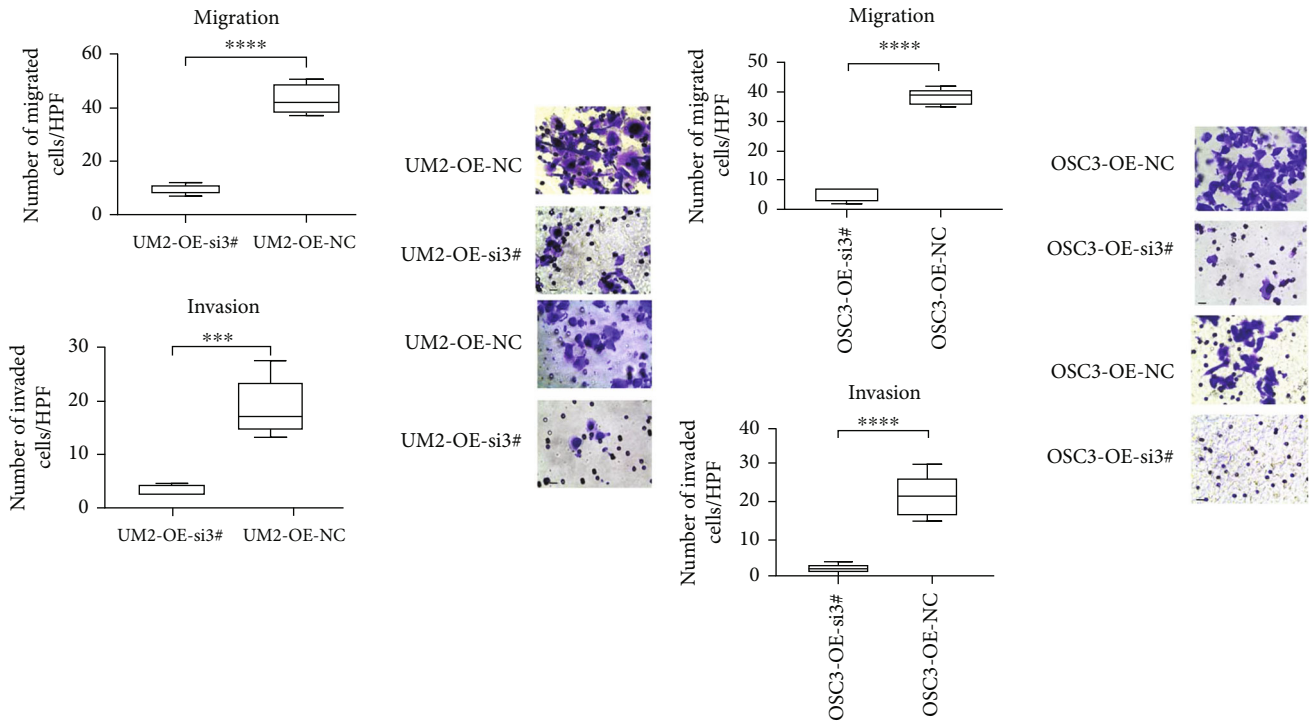 Migration
****
Number of migrated
cells/HPF
60
40
20
0
UM2-OE-si3#
UM2-OE-NC
Invasion
***
Number of invaded
cells/HPF
30
20
10
0
UM2-OE-si3#
UM2-OE-NC
UM2-OE-NC
UM2-OE-si3#
UM2-OE-NC
UM2-OE-si3#
Migration
****
Number of migrated
cells/HPF
50
40
30
20
10
0
OSC3-OE-si3#
OSC3-OE-NC
Invasion
****
Number of invaded
cells/HPF
40
30
20
10
0
OSC3-OE-si3#
OSC3-OE-NC
OSC3-OE-NC
OSC3-OE-si3#
OSC3-OE-NC
OSC3-OE-si3#